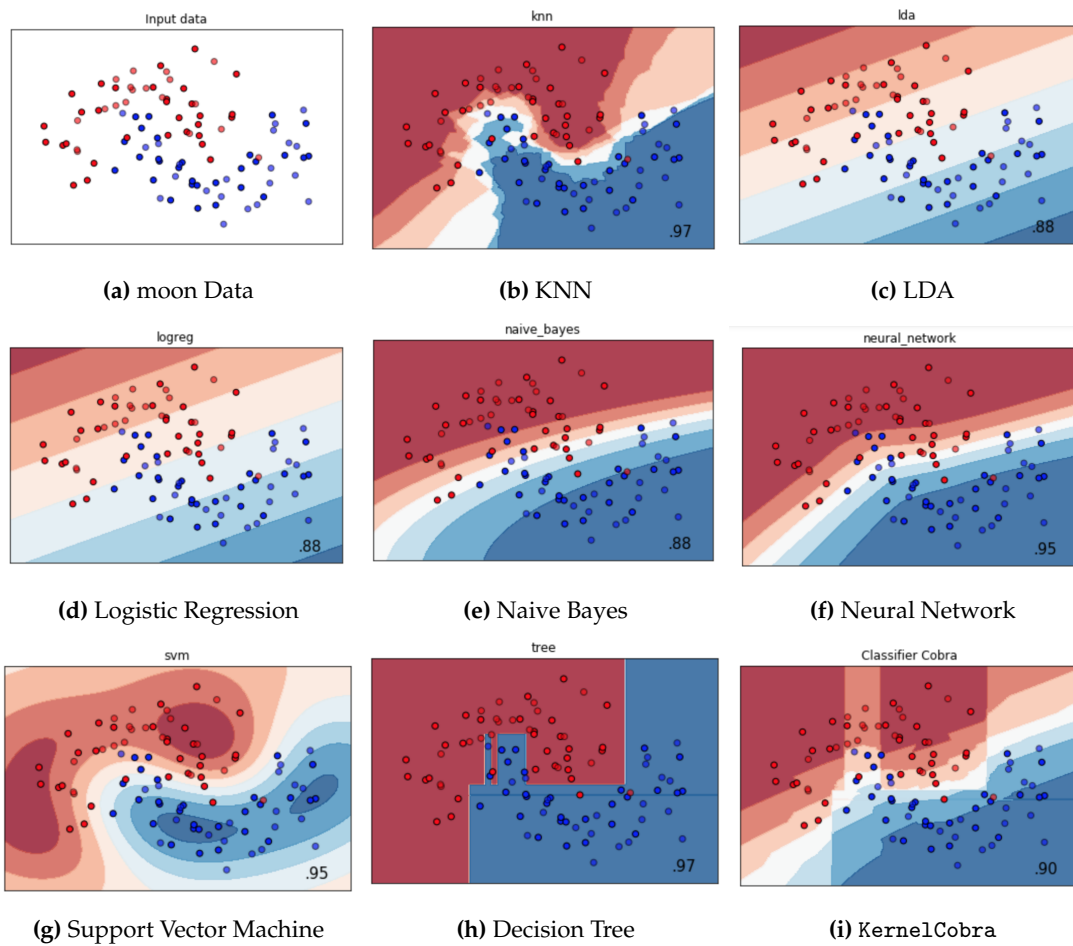 Input data
knn
lda
.97
.88
(a) moon Data
(b) KNN
(c) LDA
logreg
naive_bayes
neural_network
.88
.88
.95
(d) Logistic Regression
(e) Naive Bayes
(f) Neural Network
svm
tree
Classifier Cobra
.95
.97
.90
(g) Support Vector Machine
(h) Decision Tree
(i) KernelCobra